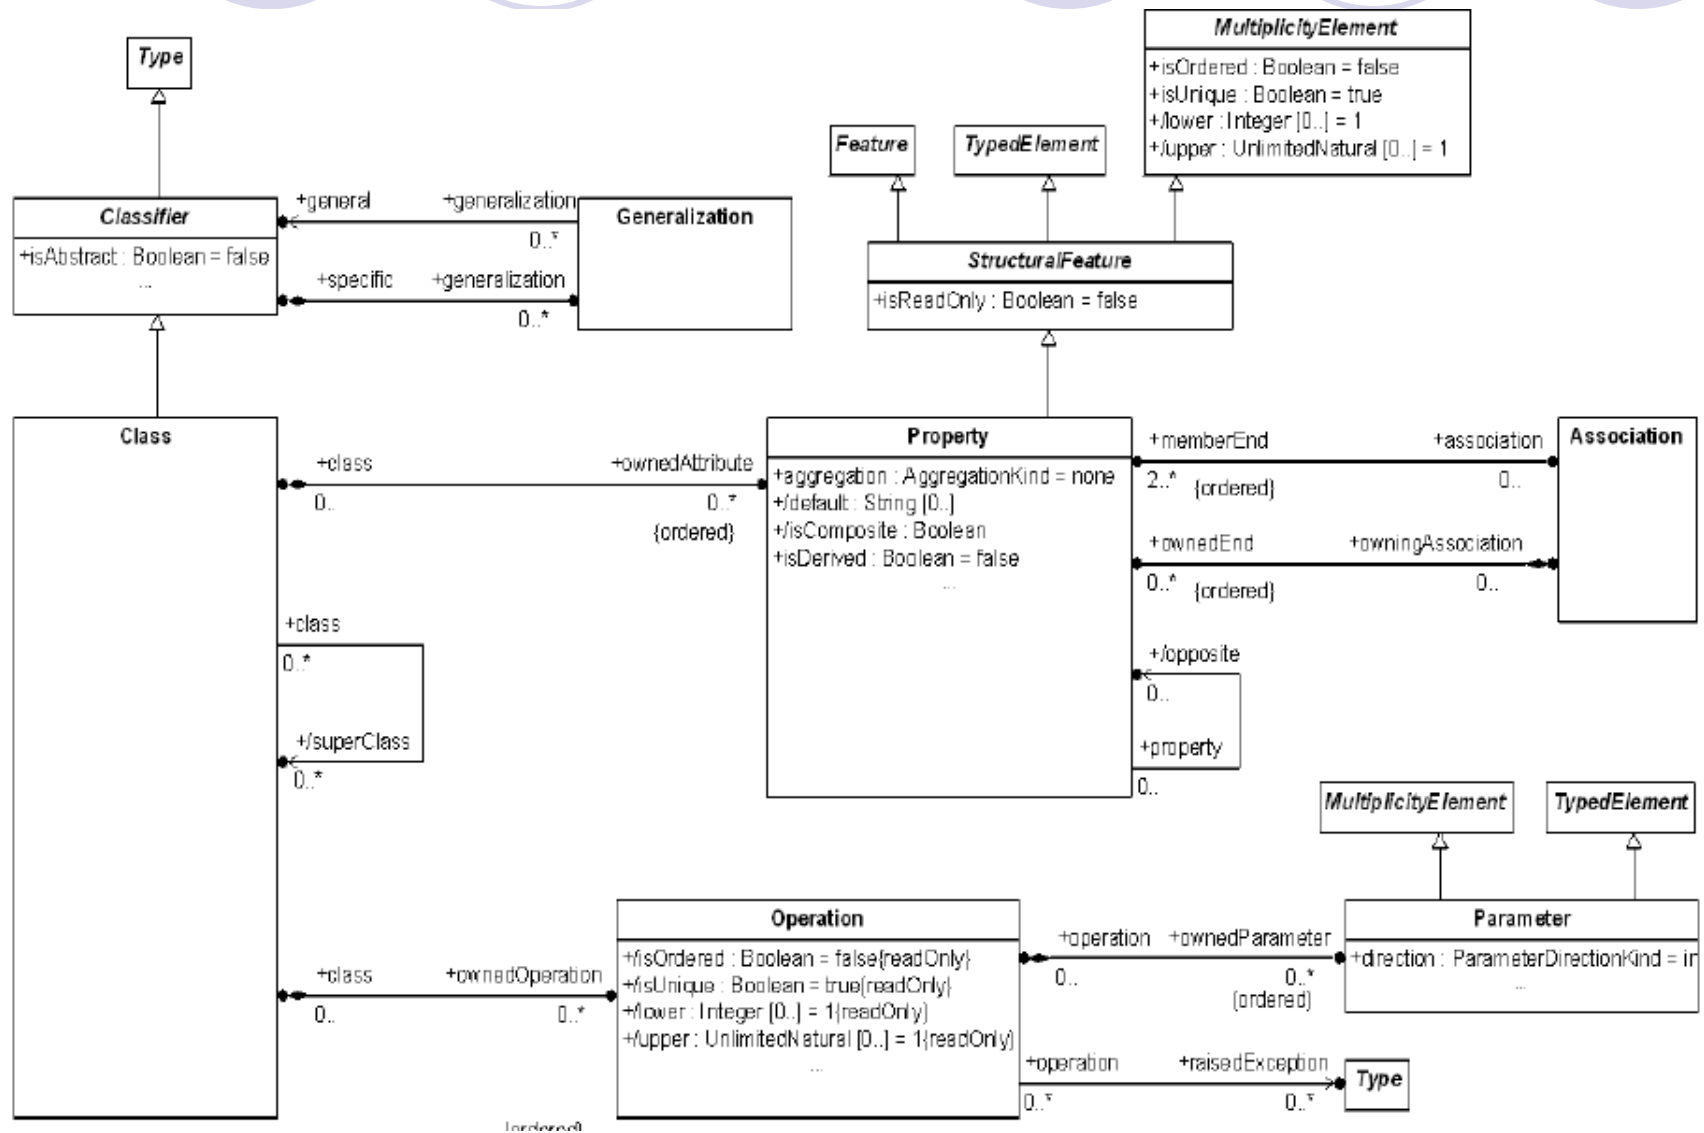 MultiplicityElement
+isOrdered : Boolean = false
+isUnique : Boolean = true
+/lower : Integer [0..] = 1
+/upper : UnlimitedNatural [0..] = 1
Type
Feature
TypedElement
Classifier
+isAbstract : Boolean = false
...
+general
+generalization
0..*
+specific
+generalization
0..*
Generalization
StructuralFeature
+isReadOnly : Boolean = false
Class
+class
0..
+ownedAttribute
0..*
{ordered}
Property
+aggregation : AggregationKind = none
+/default : String [0..]
+/isComposite : Boolean
+isDerived : Boolean = false
...
+memberEnd
2..*
{ordered}
+association
0..
+ownedEnd
0..*
{ordered}
+owningAssociation
0..
Association
+class
0..*
+/superClass
0..*
+/opposite
0..
+property
0..
MultiplicityElement
TypedElement
+class
0..
+ownedOperation
0..*
Operation
+/isOrdered : Boolean = false{readOnly}
+/isUnique : Boolean = true{readOnly}
+/lower : Integer [0..] = 1{readOnly}
+/upper : UnlimitedNatural [0..] = 1{readOnly}
...
+operation
0..
+ownedParameter
0..*
{ordered}
Parameter
+direction : ParameterDirectionKind = in
...
+operation
0..*
+raisedException
0..*
Type
{ordered}